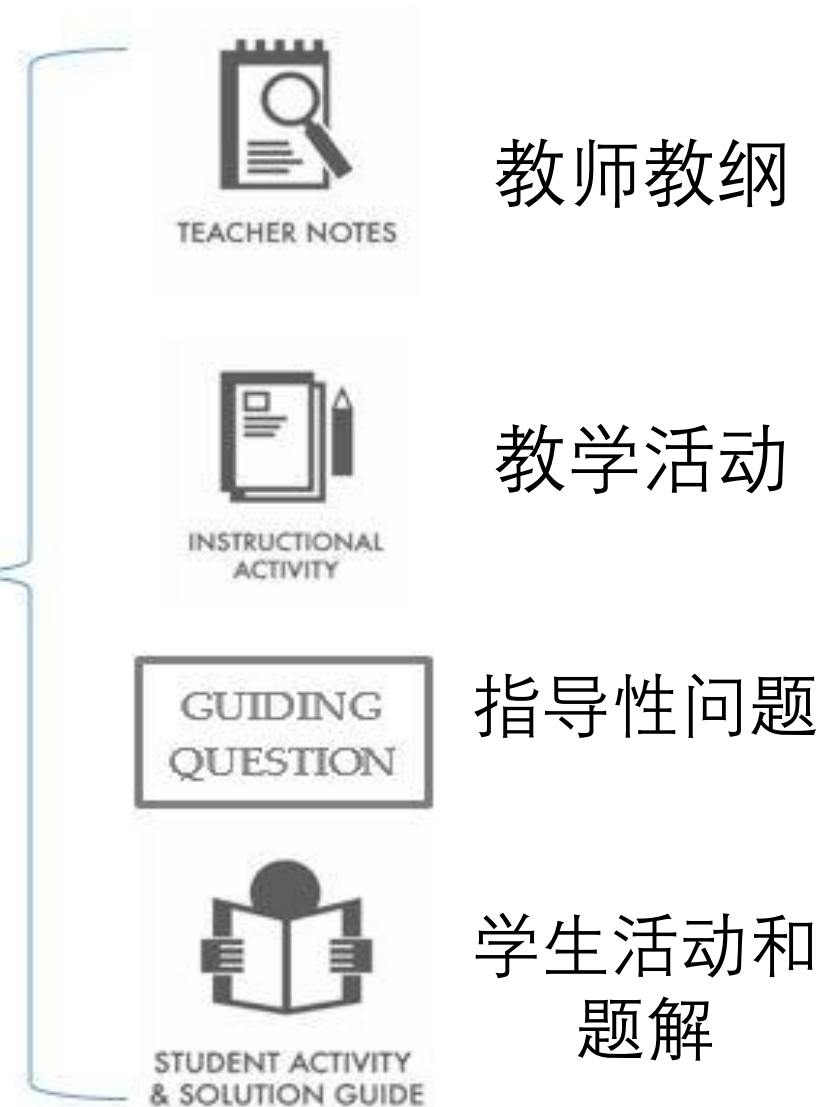 TEACHER NOTES
教师教纲
INSTRUCTIONAL
ACTIVITY
教学活动
GUIDING
QUESTION
指导性问题
STUDENT ACTIVITY
& SOLUTION GUIDE
学生活动和
题解